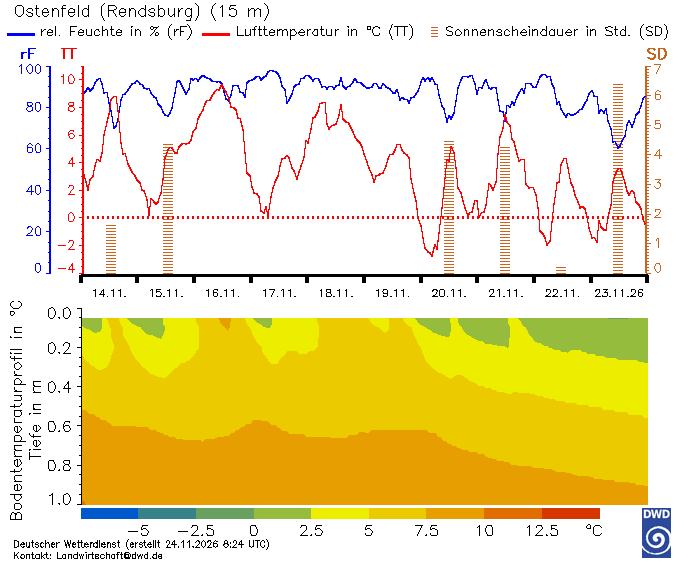 Ostenfeld (Rendsburg) (15 m)
rel. Feuchte in % (rF) Lufttemperatur in °C (TT) Sonnenscheindauer in Std. (SD)
rF TT SD
100 10 7
80 8 6
6 5
60 4 4
40 2 3
0 2
20 −2 1
0 −4 0
14.11. 15.11. 16.11. 17.11. 18.11. 19.11. 20.11. 21.11. 22.11. 23.11.26
Bodentemperaturprofil in °C
Tiefe in m
0.0
0.2
0.4
0.6
0.8
1.0
−5 −2.5 0 2.5 5 7.5 10 12.5 °C
Deutscher Wetterdienst (erstellt 24.11.2026 8:24 UTC)
Kontakt: Landwirtschaft@dwd.de
DWD